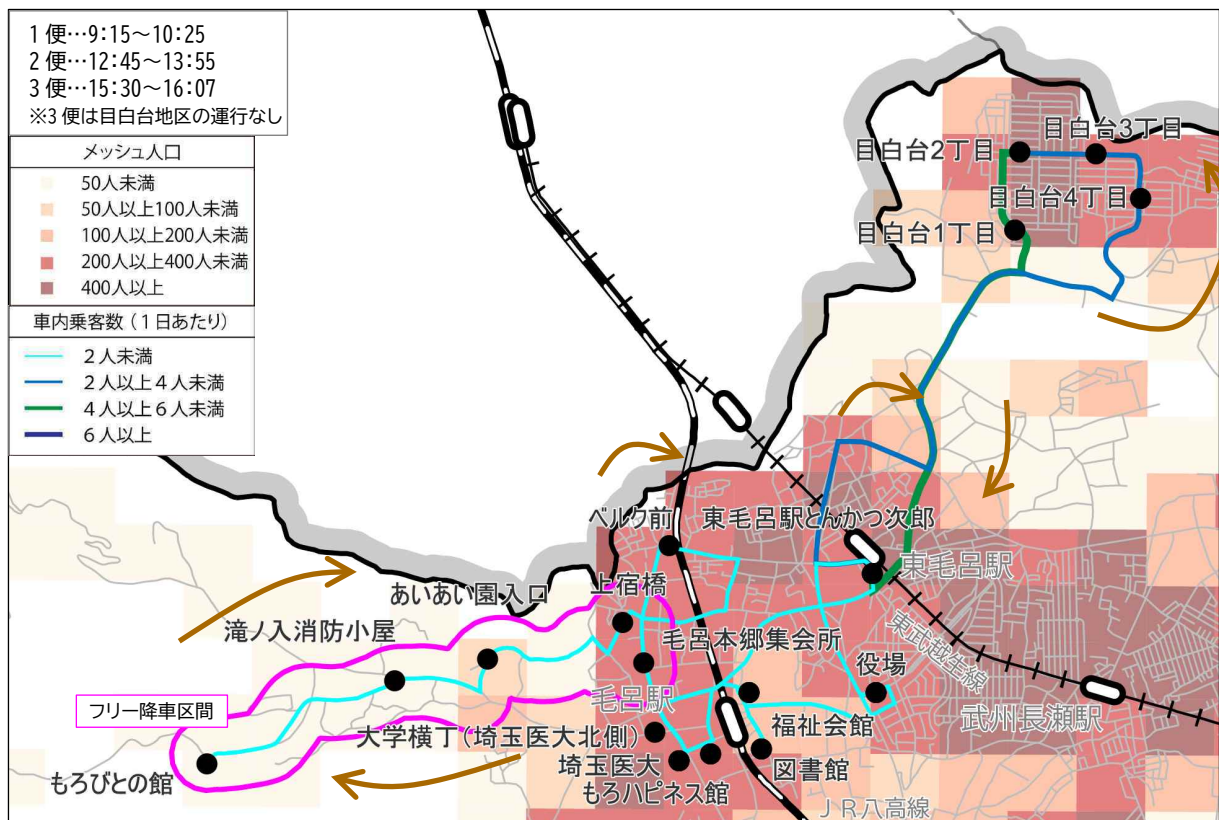 1便…9:15～10:25
2便…12:45～13:55
3便…15:30～16:07
※3便は目白台地区の運行なし
メッシュ人口
50人未満
50人以上100人未満
100人以上200人未満
200人以上400人未満
400人以上
車内乗客数（１日あたり）
２人未満
２人以上４人未満
４人以上６人未満
６人以上
目白台3丁目
目白台2丁目
目白台4丁目
目白台1丁目
ベルク前
東毛呂駅とんかつ次郎
東毛呂駅
上宿橋
あいあい園入口
滝ノ入消防小屋
毛呂本郷集会所
東武越生線
役場
毛呂駅
フリー降車区間
武州長瀬駅
大学横丁（埼玉医大北側）
福祉会館
埼玉医大
図書館
もろびとの館
もろハピネス館
ＪＲ八高線